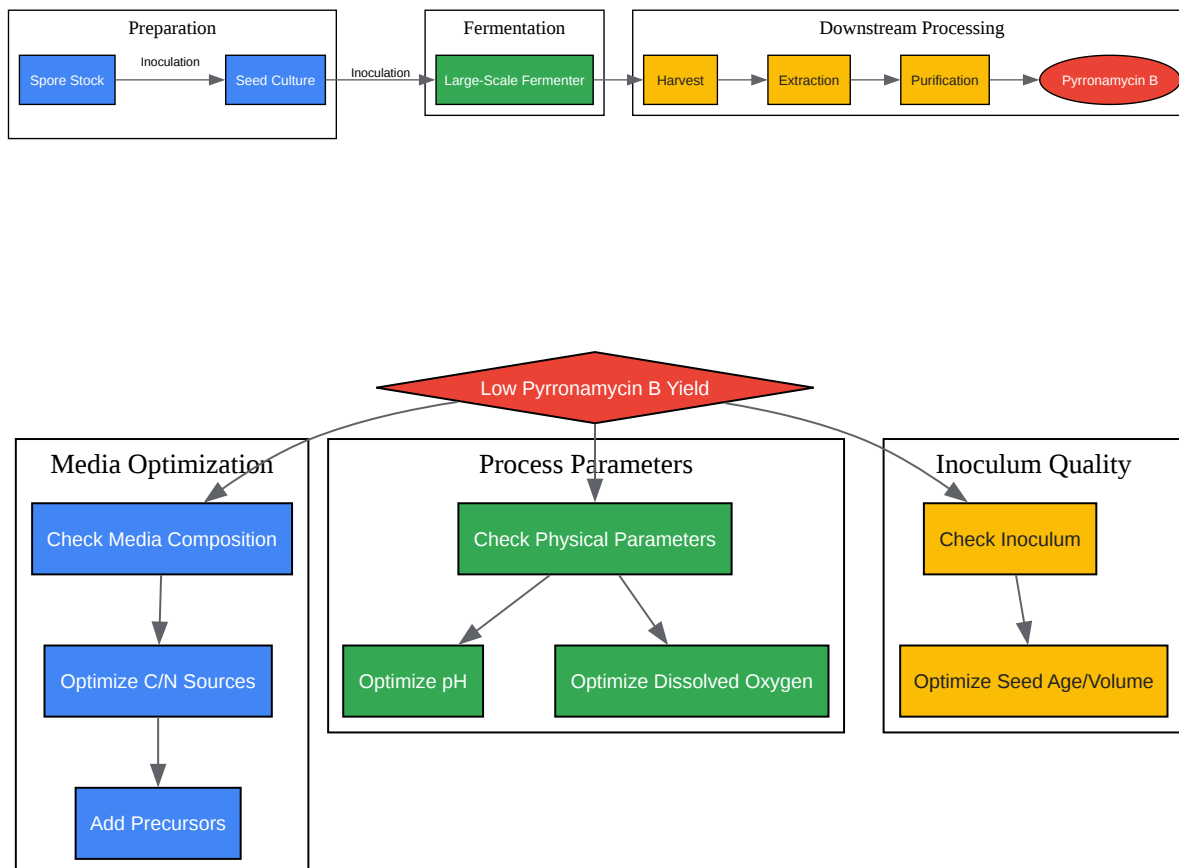 Preparation
Fermentation
Downstream Processing
Spore Stock
Inoculation
Seed Culture
Inoculation
Large-Scale Fermenter
Harvest
Extraction
Purification
Pyrronamycin B
Low Pyrronamycin B Yield
Media Optimization
Process Parameters
Inoculum Quality
Check Media Composition
Check Physical Parameters
Check Inoculum
Optimize C/N Sources
Optimize pH
Optimize Dissolved Oxygen
Optimize Seed Age/Volume
Add Precursors